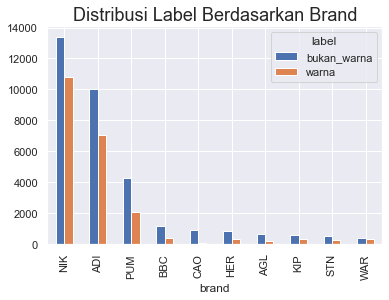 Distribusi Label Berdasarkan Brand
14000
12000
10000
8000
6000
4000
2000
0
label
bukan_warna
warna
NIK
ADI
PUM
BBC
CAO
HER
AGL
KIP
STN
WAR
brand